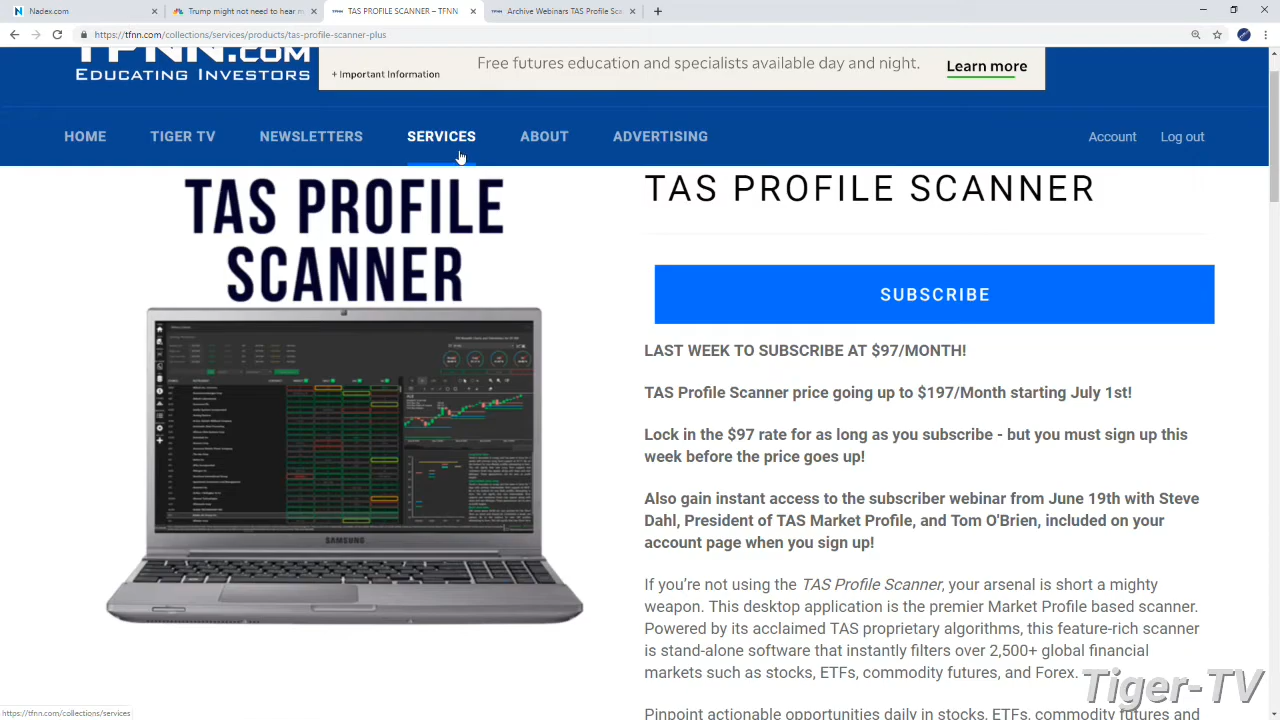 Nadex.com
Trump might not need to hear m
TAS PROFILE SCANNER – TFNN
Archive Webinars TAS Profile Sca
https://tfnn.com/collections/services/products/tas-profile-scanner-plus
TFNN.com
Educating Investors
+ Important Information
Free futures education and specialists available day and night.
Learn more
HOME
TIGER TV
NEWSLETTERS
SERVICES
ABOUT
ADVERTISING
Account
Log out
TAS PROFILE
SCANNER
SAMSUNG
TAS PROFILE SCANNER
SUBSCRIBE
LAST WEEK TO SUBSCRIBE AT $97/MONTH!
TAS Profile Scanner price going up to $197/Month starting July 1st!
Lock in the $97 rate for as long as you subscribe - but you must sign up this
week before the price goes up!
Also gain instant access to the subscriber webinar from June 19th with Steve
Dahl, President of TAS Market Profile, and Tom O'Brien, included on your
account page when you sign up!
If you’re not using the TAS Profile Scanner, your arsenal is short a mighty
weapon. This desktop application is the premier Market Profile based scanner.
Powered by its acclaimed TAS proprietary algorithms, this feature-rich scanner
is stand-alone software that instantly filters over 2,500+ global financial
markets such as stocks, ETFs, commodity futures, and Forex.
Pinpoint actionable opportunities daily in stocks, ETFs, commodity futures and
Tiger-TV
https://tfnn.com/collections/services